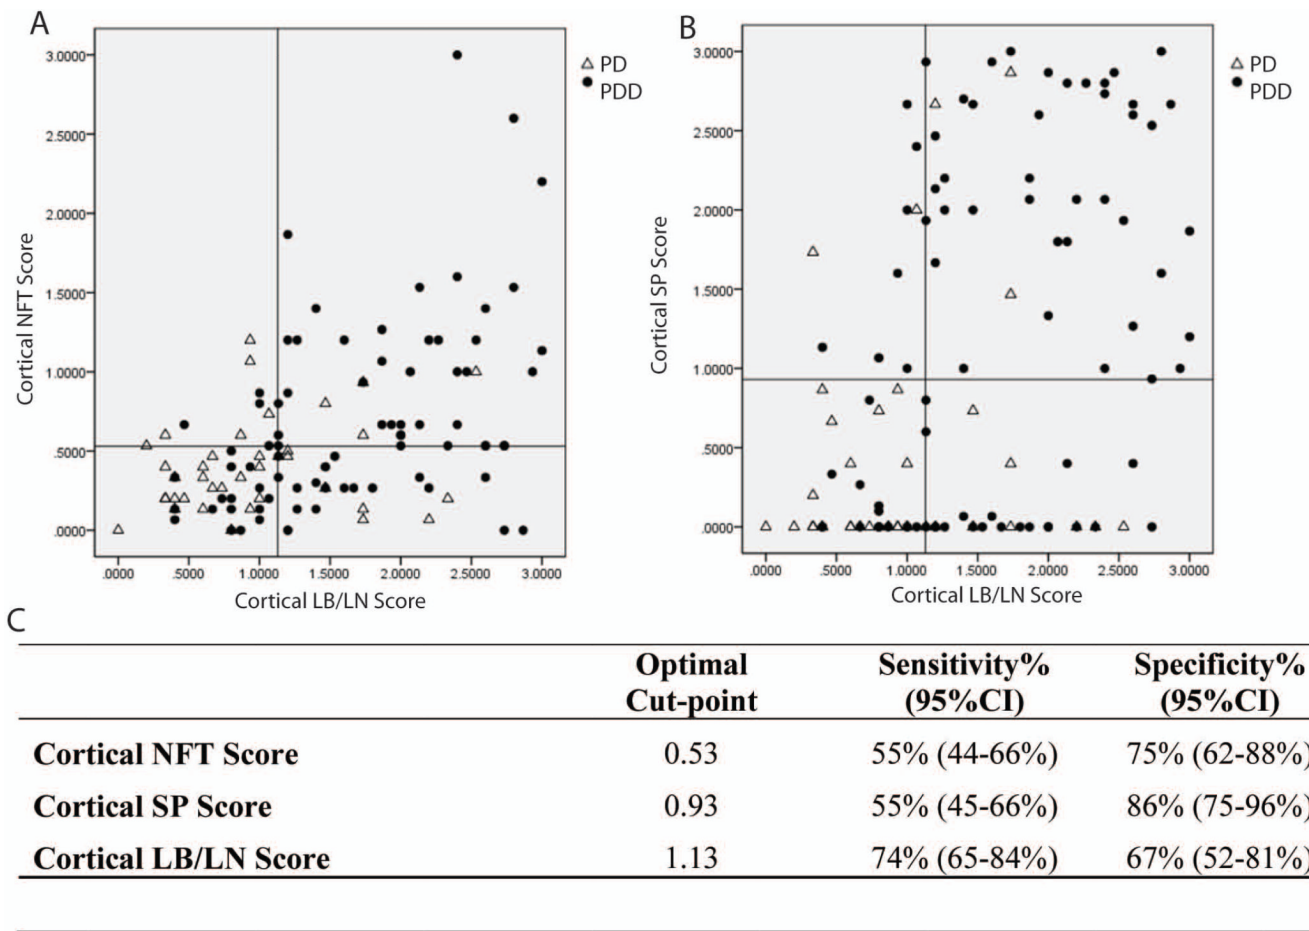 A
3.0000
2.5000
2.0000
1.5000
1.0000
.5000
.0000
Cortical NFT Score
.0000 .5000 1.0000 1.5000 2.0000 2.5000 3.0000
Cortical LB/LN Score
PD
PDD
B
3.0000
2.5000
2.0000
1.5000
1.0000
.5000
.0000
Cortical SP Score
.0000 .5000 1.0000 1.5000 2.0000 2.5000 3.0000
Cortical LB/LN Score
PD
PDD
C
Optimal Sensitivity% Specificity%
Cut-point (95%CI) (95%CI)
Cortical NFT Score 0.53 55% (44-66%) 75% (62-88%)
Cortical SP Score 0.93 55% (45-66%) 86% (75-96%)
Cortical LB/LN Score 1.13 74% (65-84%) 67% (52-81%)